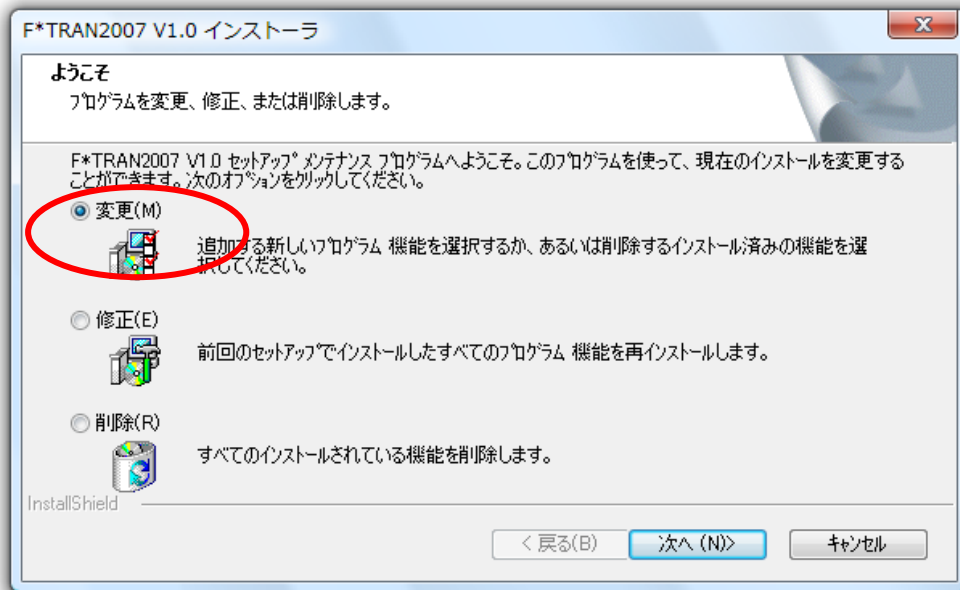 F*TRAN2007 V1.0 インストーラ
ようこそ
プログラムを変更、修正、または削除します。
F*TRAN2007 V1.0 セットアップ メンテナンス プログラムへようこそ。このプログラムを使って、現在のインストールを変更する
ことができます。次のオプションをクリックしてください。
変更(M)
追加する新しいプログラム 機能を選択するか、あるいは削除するインストール済みの機能を選
択してください。
修正(E)
前回のセットアップでインストールしたすべてのプログラム 機能を再インストールします。
削除(R)
すべてのインストールされている機能を削除します。
InstallShield
< 戻る(B)
次へ (N)>
キャンセル